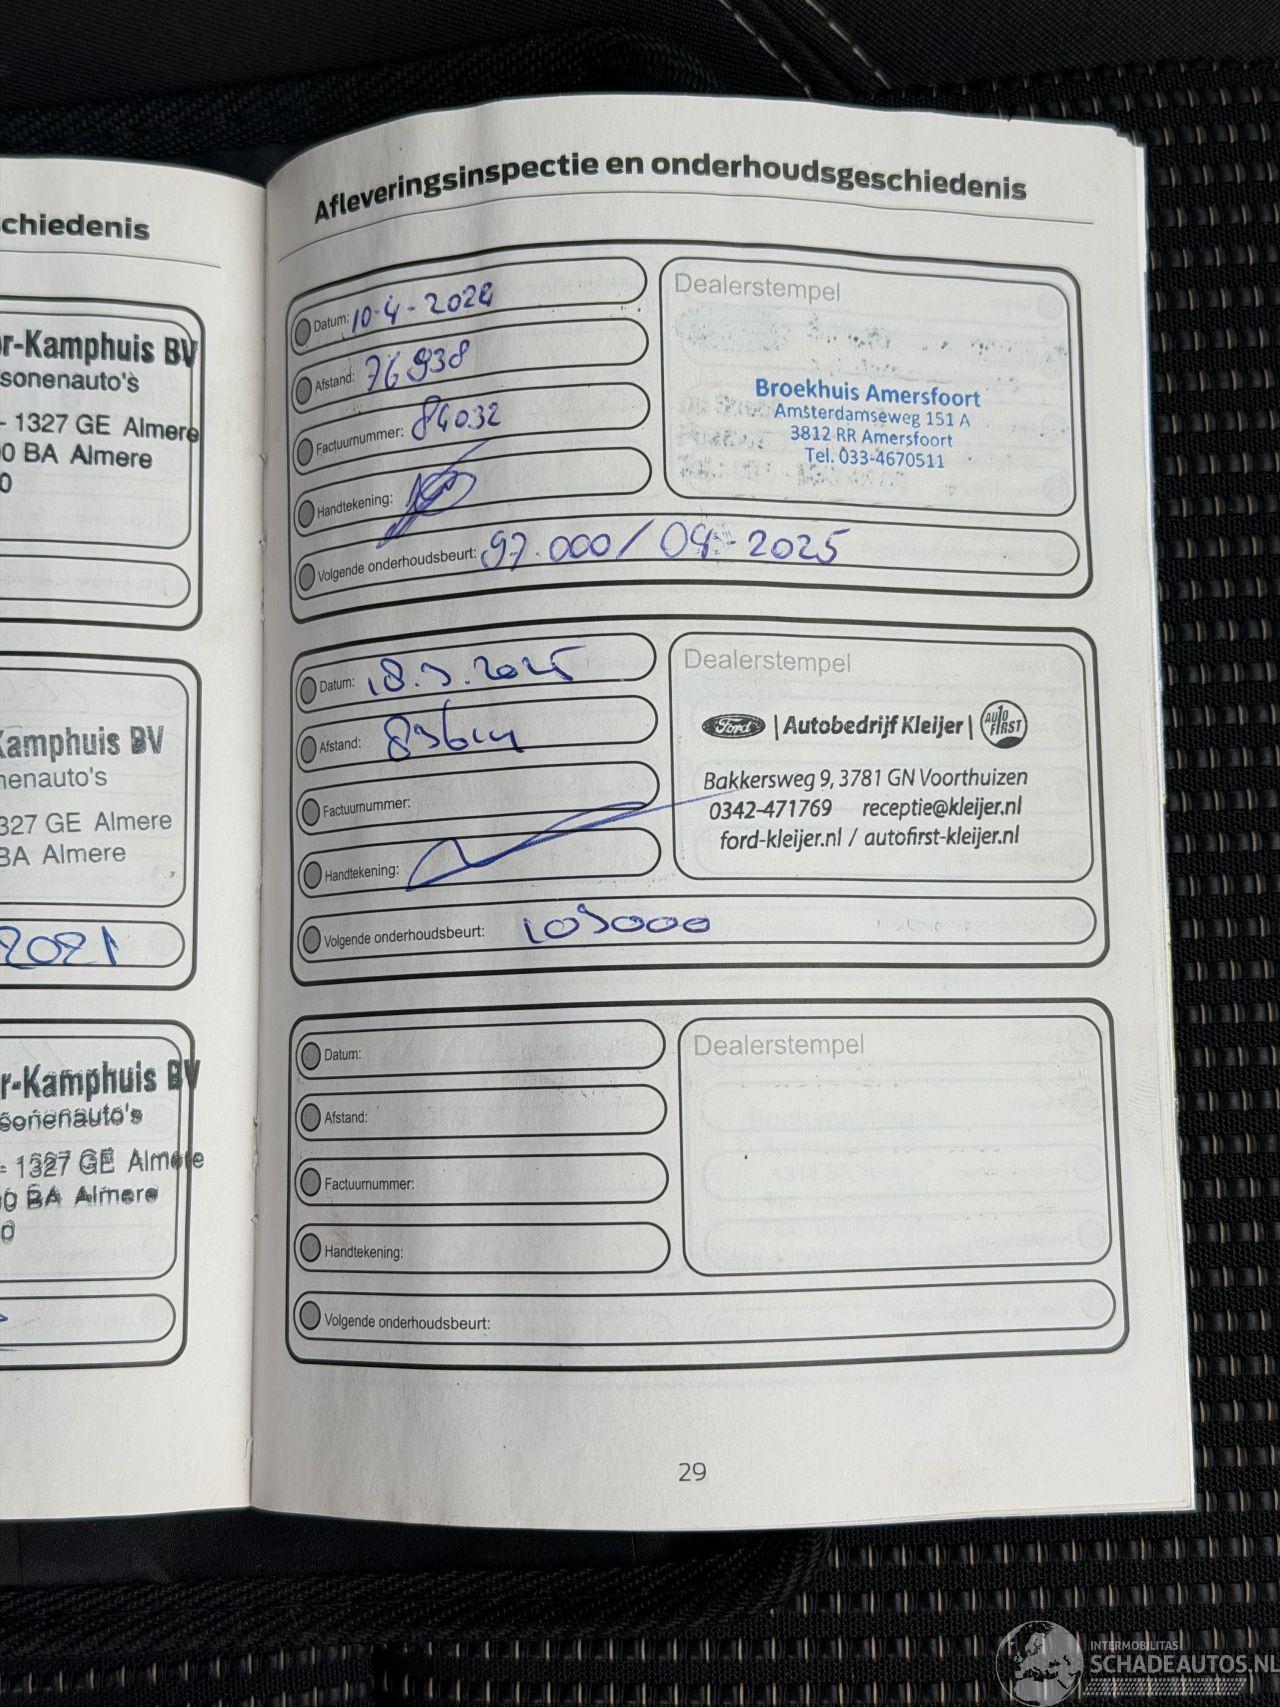 chiedenis
r-Kamphuis BV
sonenauto's
- 1327 GE Almere
00 BA Almere
0
Kamphuis BV
nenauto's
327 GE Almere
BA Almere
2021
r-Kamphuis BV
sonenauto's
- 1327 GE Almere
00 BA Almere
0
Afleveringsinspectie en onderhoudsgeschiedenis
Datum: 10-4-2024
Afstand: 76938
Factuurnummer: 84032
Handtekening:
Volgende onderhoudsbeurt: 97.000/04-2025
Dealerstempel
Broekhuis Amersfoort
Amsterdamseweg 151 A
3812 RR Amersfoort
Tel. 033-4670511
Datum: 18.3.2025
Afstand:
Factuurnummer:
Handtekening:
Volgende onderhoudsbeurt: 103000
Dealerstempel
Ford | Autobedrijf Kleijer | AUTO FIRST
Bakkersweg 9, 3781 GN Voorthuizen
0342-471769 receptie@kleijer.nl
ford-kleijer.nl / autofirst-kleijer.nl
Datum:
Afstand:
Factuurnummer:
Handtekening:
Volgende onderhoudsbeurt:
Dealerstempel
29
INTERMOBILITAS
SCHADEAUTOS.NL